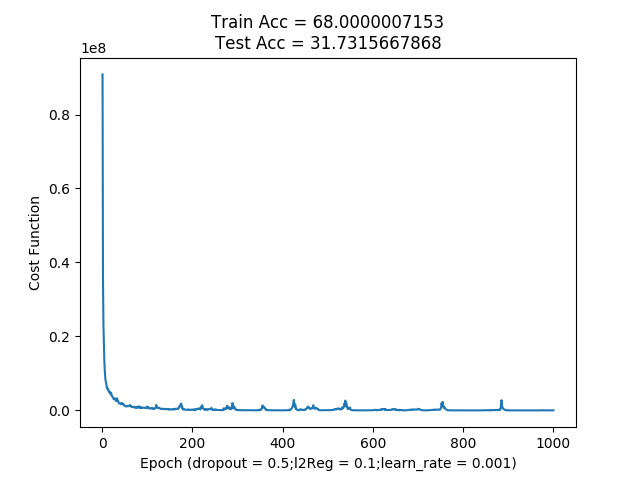 Train Acc = 68.0000007153
Test Acc = 31.7315667868
1e8
0.8
0.6
0.4
0.2
0.0
Cost Function
0 200 400 600 800 1000
Epoch (dropout = 0.5;l2Reg = 0.1;learn_rate = 0.001)